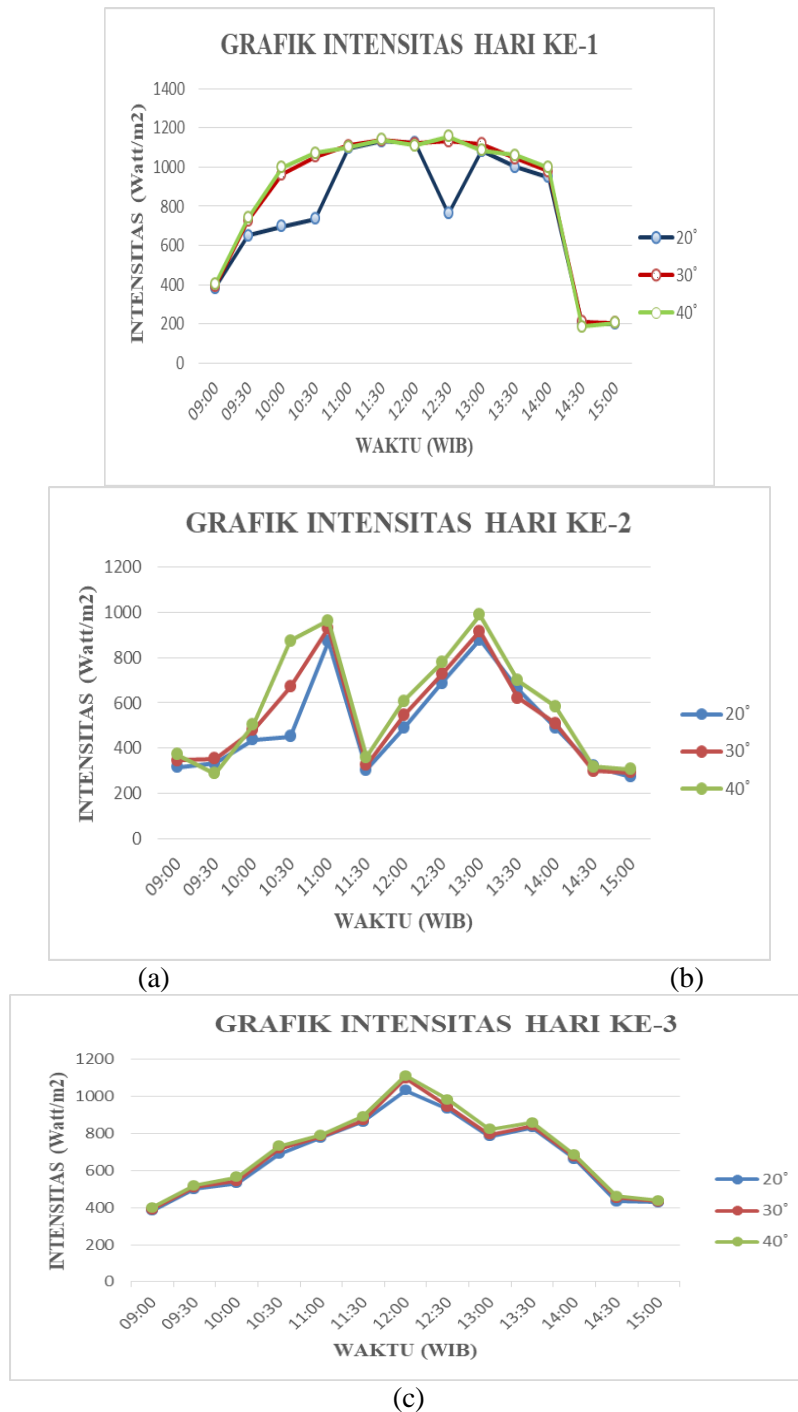 GRAFIK INTENSITAS HARI KE-1
INTENSITAS (Watt/m2)
1400
1200
1000
800
600
400
200
0
09:00 09:30 10:00 10:30 11:00 11:30 12:00 12:30 13:00 13:30 14:00 14:30 15:00
WAKTU (WIB)
20°
30°
40°
GRAFIK INTENSITAS HARI KE-2
INTENSITAS (Watt/m2)
1200
1000
800
600
400
200
0
09:00 09:30 10:00 10:30 11:00 11:30 12:00 12:30 13:00 13:30 14:00 14:30 15:00
WAKTU (WIB)
20°
30°
40°
(a) (b)
GRAFIK INTENSITAS HARI KE-3
INTENSITAS (Watt/m2)
1200
1000
800
600
400
200
0
09:00 09:30 10:00 10:30 11:00 11:30 12:00 12:30 13:00 13:30 14:00 14:30 15:00
WAKTU (WIB)
20°
30°
40°
(c)